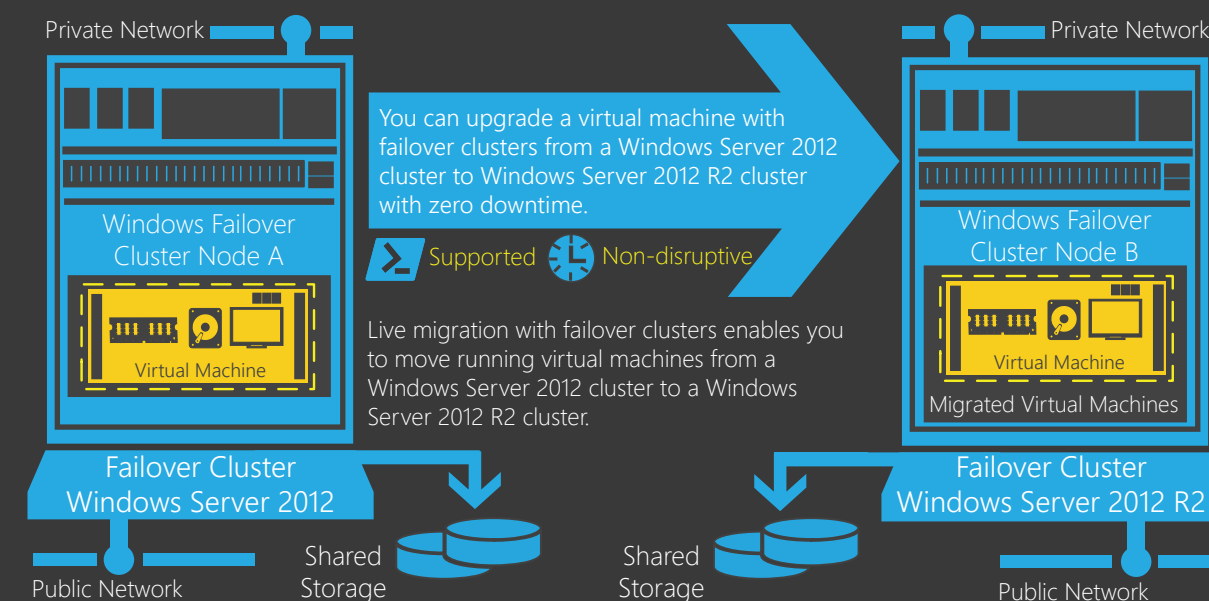 Private Network
Private Network
You can upgrade a virtual machine with
failover clusters from a Windows Server 2012
cluster to Windows Server 2012 R2 cluster
with zero downtime.
Supported
Non-disruptive
Live migration with failover clusters enables you
to move running virtual machines from a
Windows Server 2012 cluster to a Windows
Server 2012 R2 cluster.
Windows Failover
Cluster Node A
Virtual Machine
Windows Failover
Cluster Node B
Virtual Machine
Migrated Virtual Machines
Failover Cluster
Windows Server 2012
Failover Cluster
Windows Server 2012 R2
Shared
Storage
Shared
Storage
Public Network
Public Network